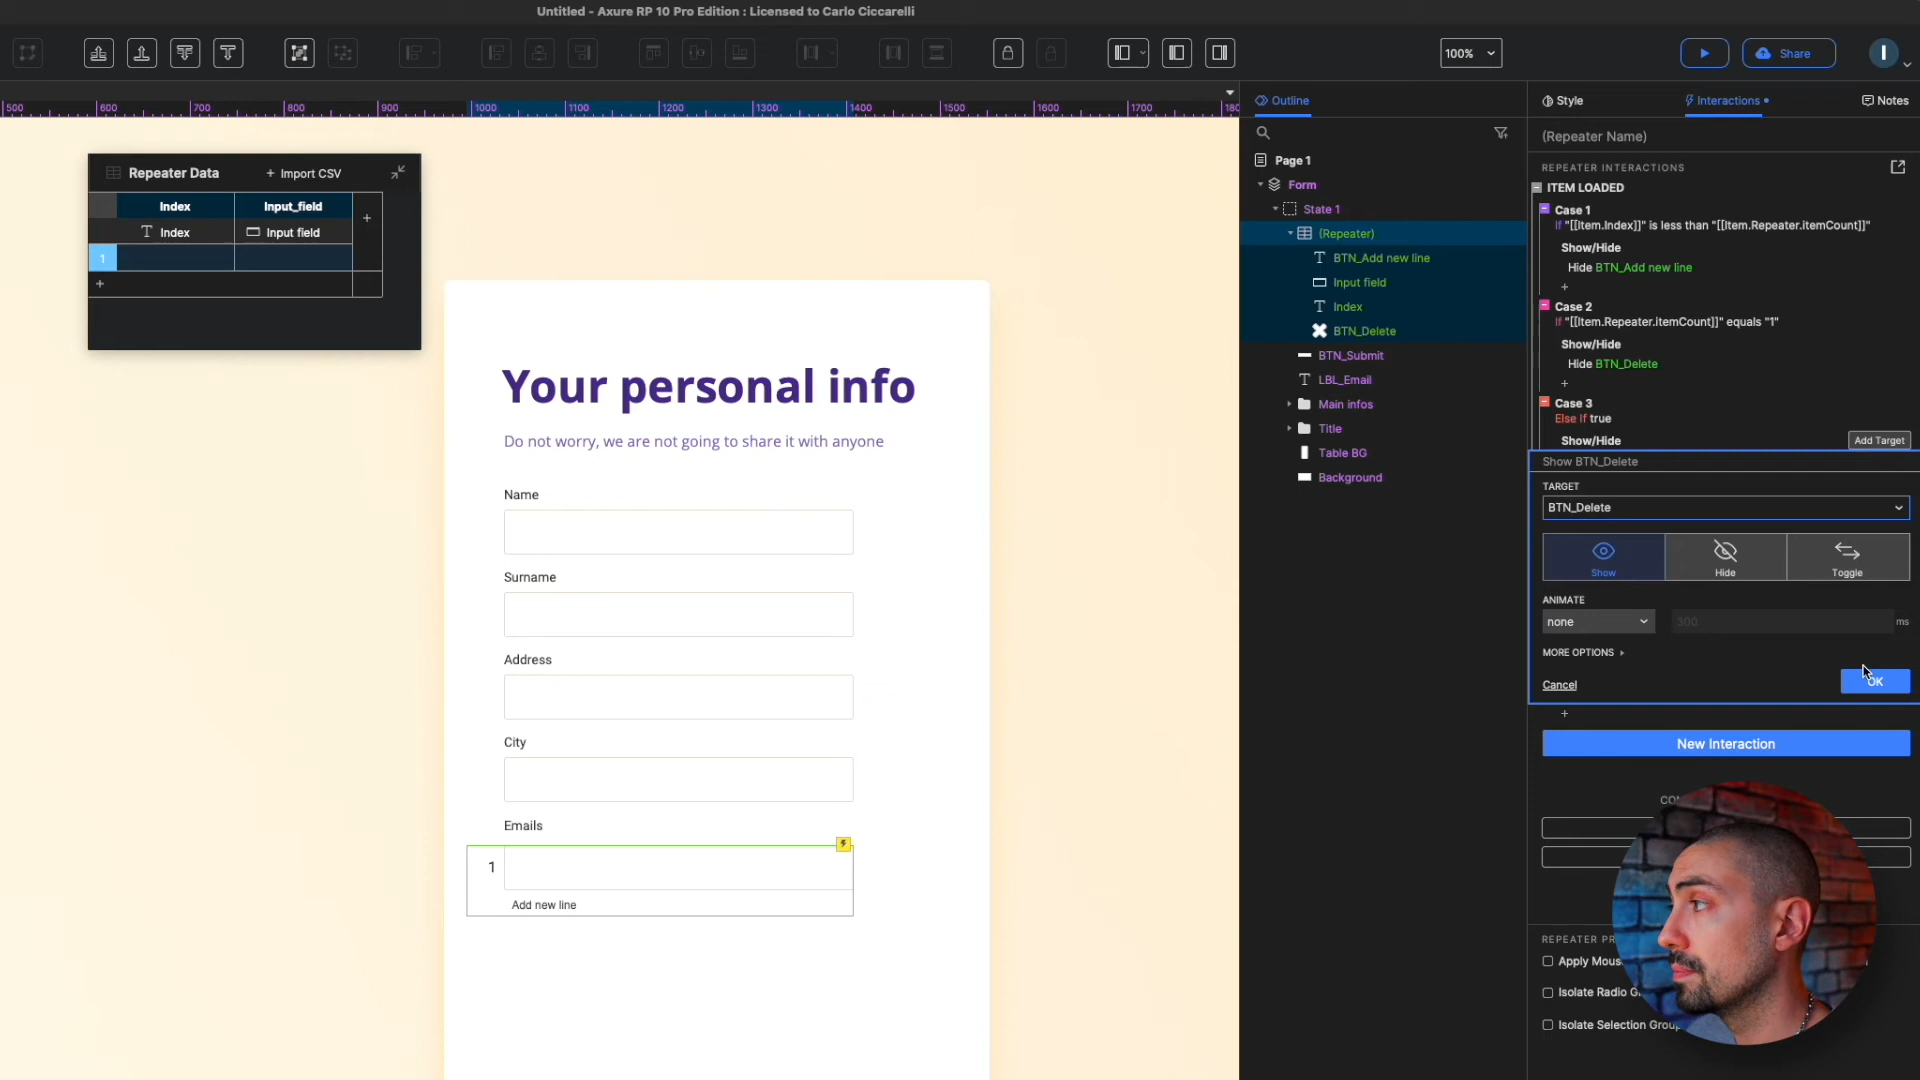 Untitled - Axure RP 10 Pro Edition : Licensed to Carlo Ciccarelli
100%
Share
I
500 600 700 800 900 1000 1100 1200 1300 1400 1500 1600 1700
Repeater Data
+ Import CSV
Index Input_field
Index Input field
1
Your personal info
Do not worry, we are not going to share it with anyone
Name
Surname
Address
City
Emails
1
Add new line
Outline
Page 1
Form
State 1
(Repeater)
BTN_Add new line
Input field
Index
BTN_Delete
BTN_Submit
LBL_Email
Main infos
Title
Table BG
Background
Style
Interactions
Notes
(Repeater Name)
REPEATER INTERACTIONS
ITEM LOADED
Case 1
If "[[Item.Index]]" is less than "[[Item.Repeater.itemCount]]"
Show/Hide
Hide BTN_Add new line
Case 2
If "[[Item.Repeater.itemCount]]" equals "1"
Show/Hide
Hide BTN_Delete
Case 3
Else If true
Show/Hide
Add Target
Show BTN_Delete
TARGET
BTN_Delete
Show
Hide
Toggle
ANIMATE
none
300
ms
MORE OPTIONS
Cancel
OK
New Interaction
REPEATER
Apply
Isolate Radio
Isolate Selection